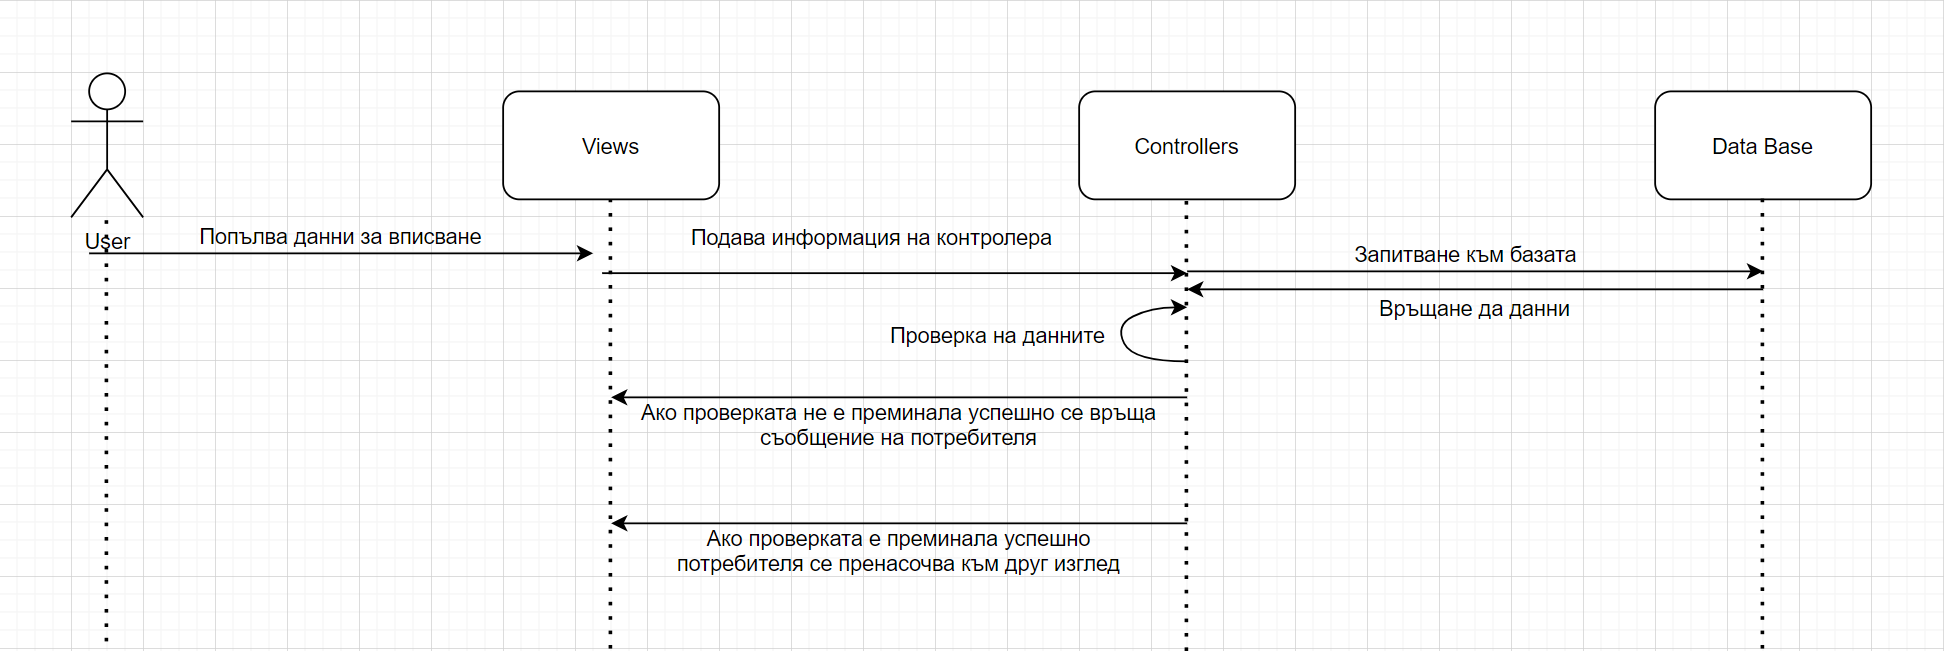 Views
Controllers
Data Base
User
Попълва данни за вписване
Подава информация на контролера
Запитване към базата
Връщане да данни
Проверка на данните
Ако проверката не е преминала успешно се връща
съобщение на потребителя
Ако проверката е преминала успешно
потребителя се пренасочва към друг изглед